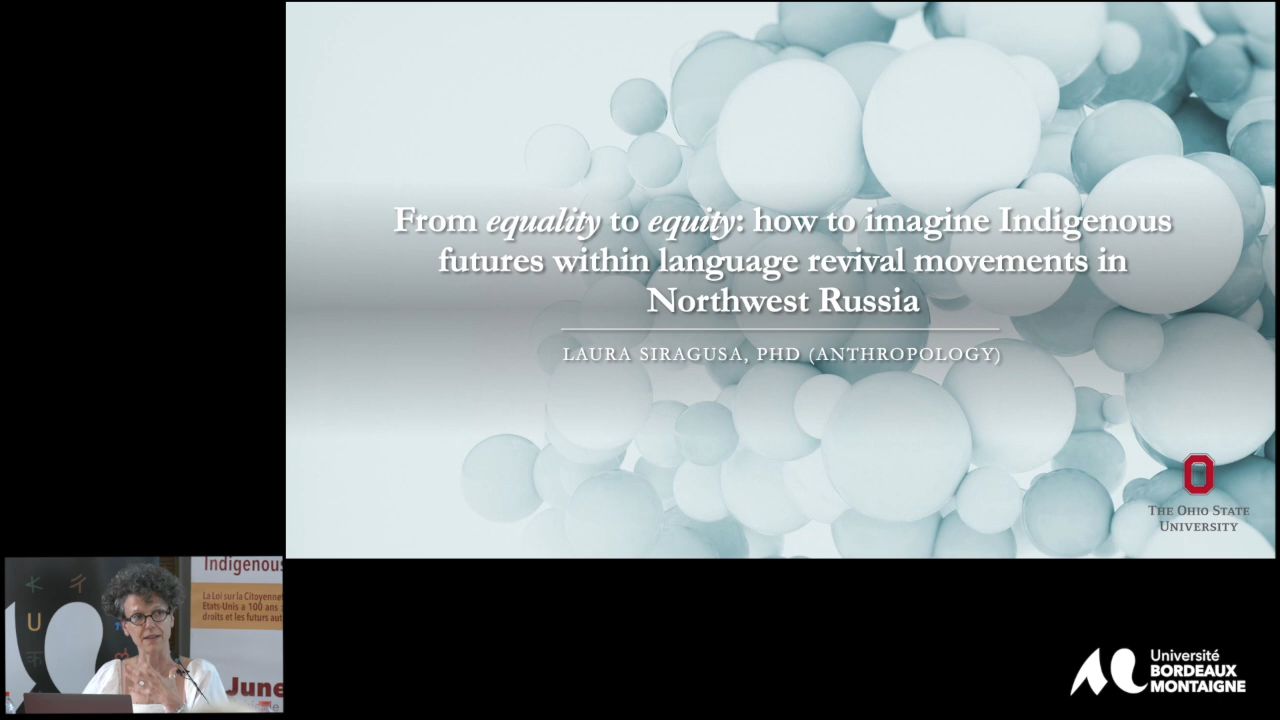 From equality to equity: how to imagine Indigenous
futures within language revival movements in
Northwest Russia
LAURA SIRAGUSA, PHD (ANTHROPOLOGY)
THE OHIO STATE
UNIVERSITY
Indigenous
La Loi sur la Citoyenne
Etats-Unis a 100 ans :
droits et les futurs aut
June
Université
BORDEAUX
MONTAIGNE